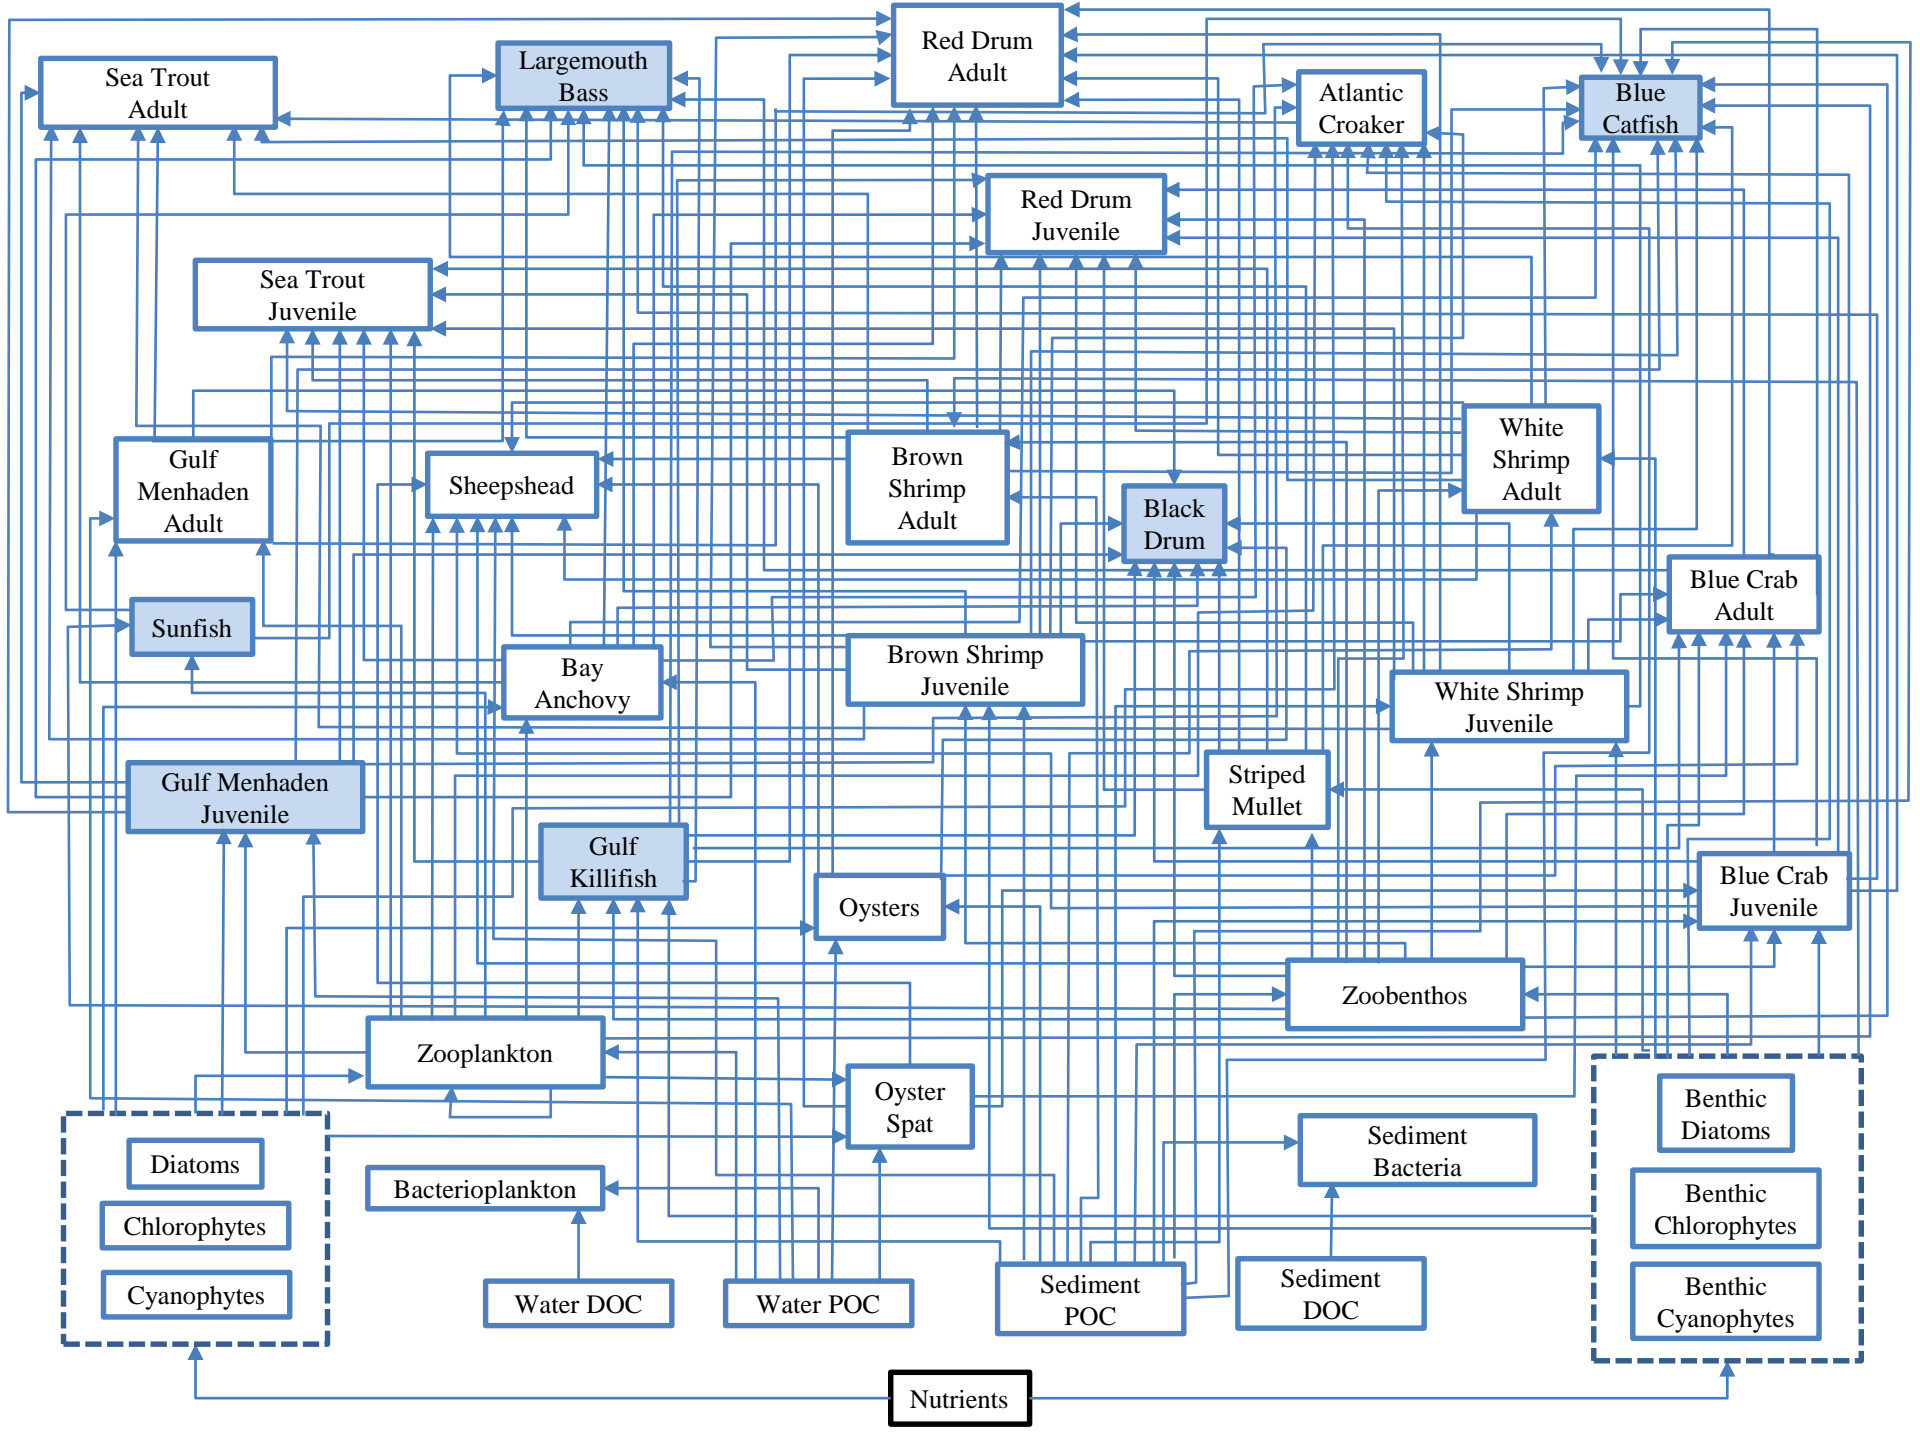 Red Drum
Adult
Largemouth
Bass
Sea Trout
Adult
Atlantic
Croaker
Blue
Catfish
Red Drum
Juvenile
Sea Trout
Juvenile
White
Shrimp
Adult
Gulf
Menhaden
Adult
Sheepshead
Brown
Shrimp
Adult
Black
Drum
Blue Crab
Adult
Sunfish
Bay
Anchovy
Brown Shrimp
Juvenile
White Shrimp
Juvenile
Gulf Menhaden
Juvenile
Striped
Mullet
Gulf
Killifish
Oysters
Blue Crab
Juvenile
Zoobenthos
Zooplankton
Oyster
Spat
Benthic
Diatoms
Diatoms
Sediment
Bacteria
Bacterioplankton
Chlorophytes
Benthic
Chlorophytes
Cyanophytes
Water DOC
Water POC
Sediment
POC
Sediment
DOC
Benthic
Cyanophytes
Nutrients